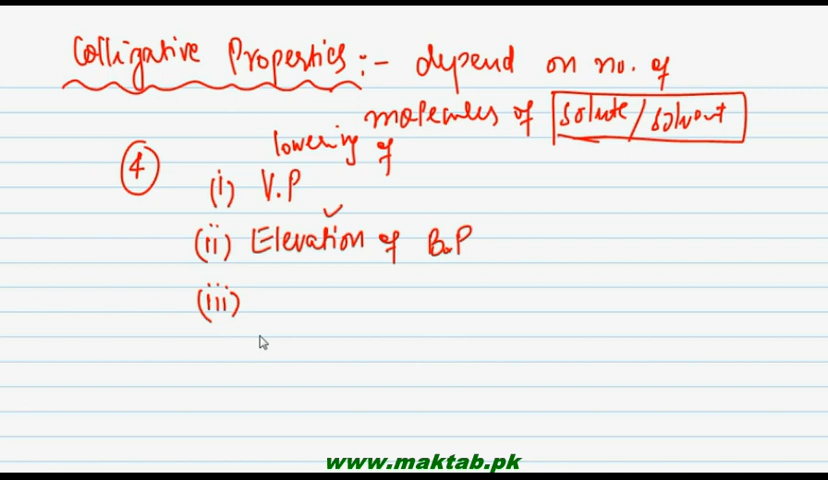 Colligative Properties :- depend on no. of
molecules of solute / solvent
lowering of
④ (i) V.P
(ii) Elevation of B.P
(iii)
www.maktab.pk